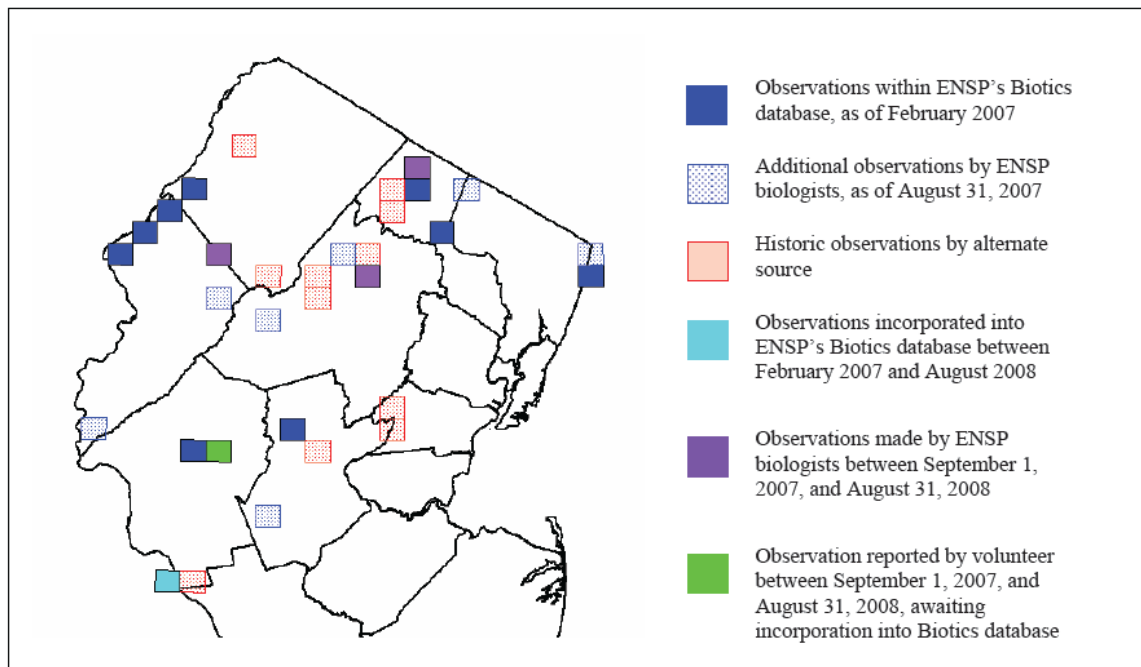 Observations within ENSP's Biotics
database, as of February 2007
Additional observations by ENSP
biologists, as of August 31, 2007
Historic observations by alternate
source
Observations incorporated into
ENSP's Biotics database between
February 2007 and August 2008
Observations made by ENSP
biologists between September 1,
2007, and August 31, 2008
Observation reported by volunteer
between September 1, 2007, and
August 31, 2008, awaiting
incorporation into Biotics database